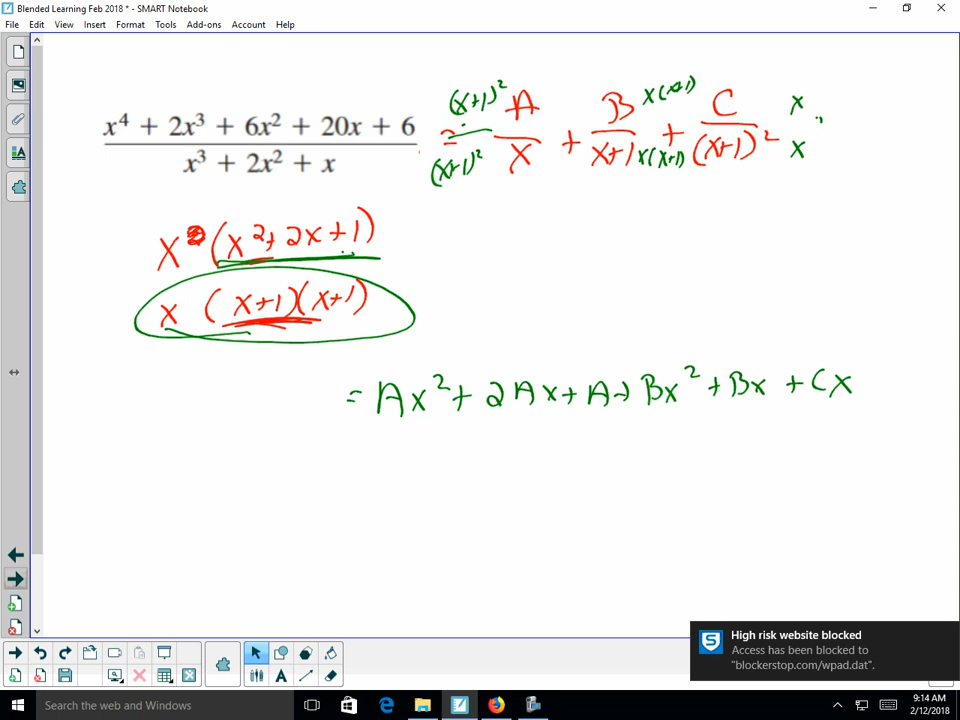 Blended Learning Feb 2018 * - SMART Notebook
File Edit View Insert Format Tools Add-ons Account Help
(x+1)² A B x(x+1) C x
x⁴ + 2x³ + 6x² + 20x + 6 = + +
x³ + 2x² + x (x+1)² x x+1 x(x+1) (x+1)² x
x (x²+2x+1)
x (x+1)(x+1)
= Ax² + 2Ax + A + Bx² + Bx + Cx
High risk website blocked
Access has been blocked to
"blockerstop.com/wpad.dat".
Search the web and Windows
9:14 AM
2/12/2018